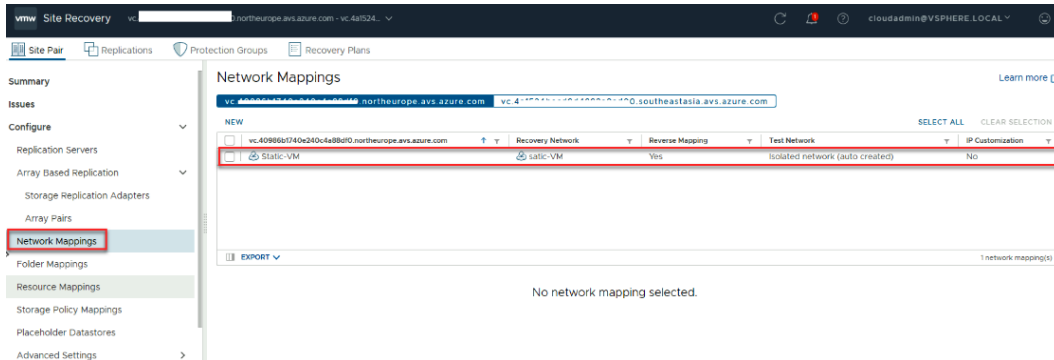 vmw Site Recovery vc. 0.northeurope.avs.azure.com - vc.4a1524... cloudadmin@VSPHERE.LOCAL
Site Pair Replications Protection Groups Recovery Plans
Summary
Issues
Configure
Replication Servers
Array Based Replication
Storage Replication Adapters
Array Pairs
Network Mappings
Folder Mappings
Resource Mappings
Storage Policy Mappings
Placeholder Datastores
Advanced Settings
Network Mappings Learn more
.northeurope.avs.azure.com .southeastasia.avs.azure.com
NEW SELECT ALL CLEAR SELECTION
vc.40986b1740e240c4a88df0.northeurope.avs.azure.com Recovery Network Reverse Mapping Test Network IP Customization
Static-VM satic-VM Yes Isolated network (auto created) No
EXPORT 1 network mapping(s)
No network mapping selected.